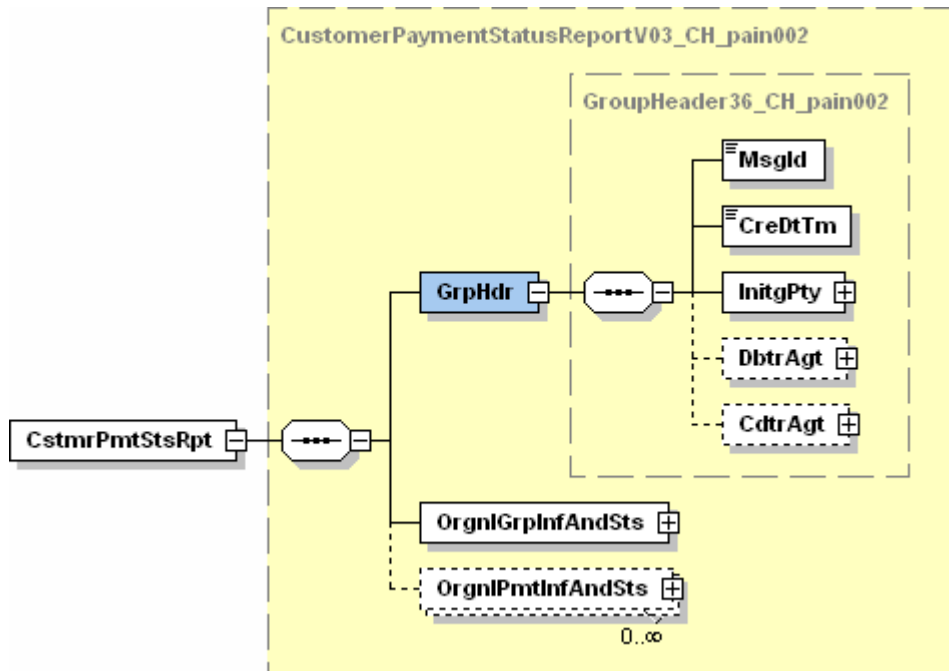 CustomerPaymentStatusReportV03_CH_pain002
GroupHeader36_CH_pain002
MsgId
CreDtTm
GrpHdr
InitgPty
DbtrAgt
CdtrAgt
CstmrPmtStsRpt
OrgnlGrpInfAndSts
OrgnlPmtInfAndSts
0..∞